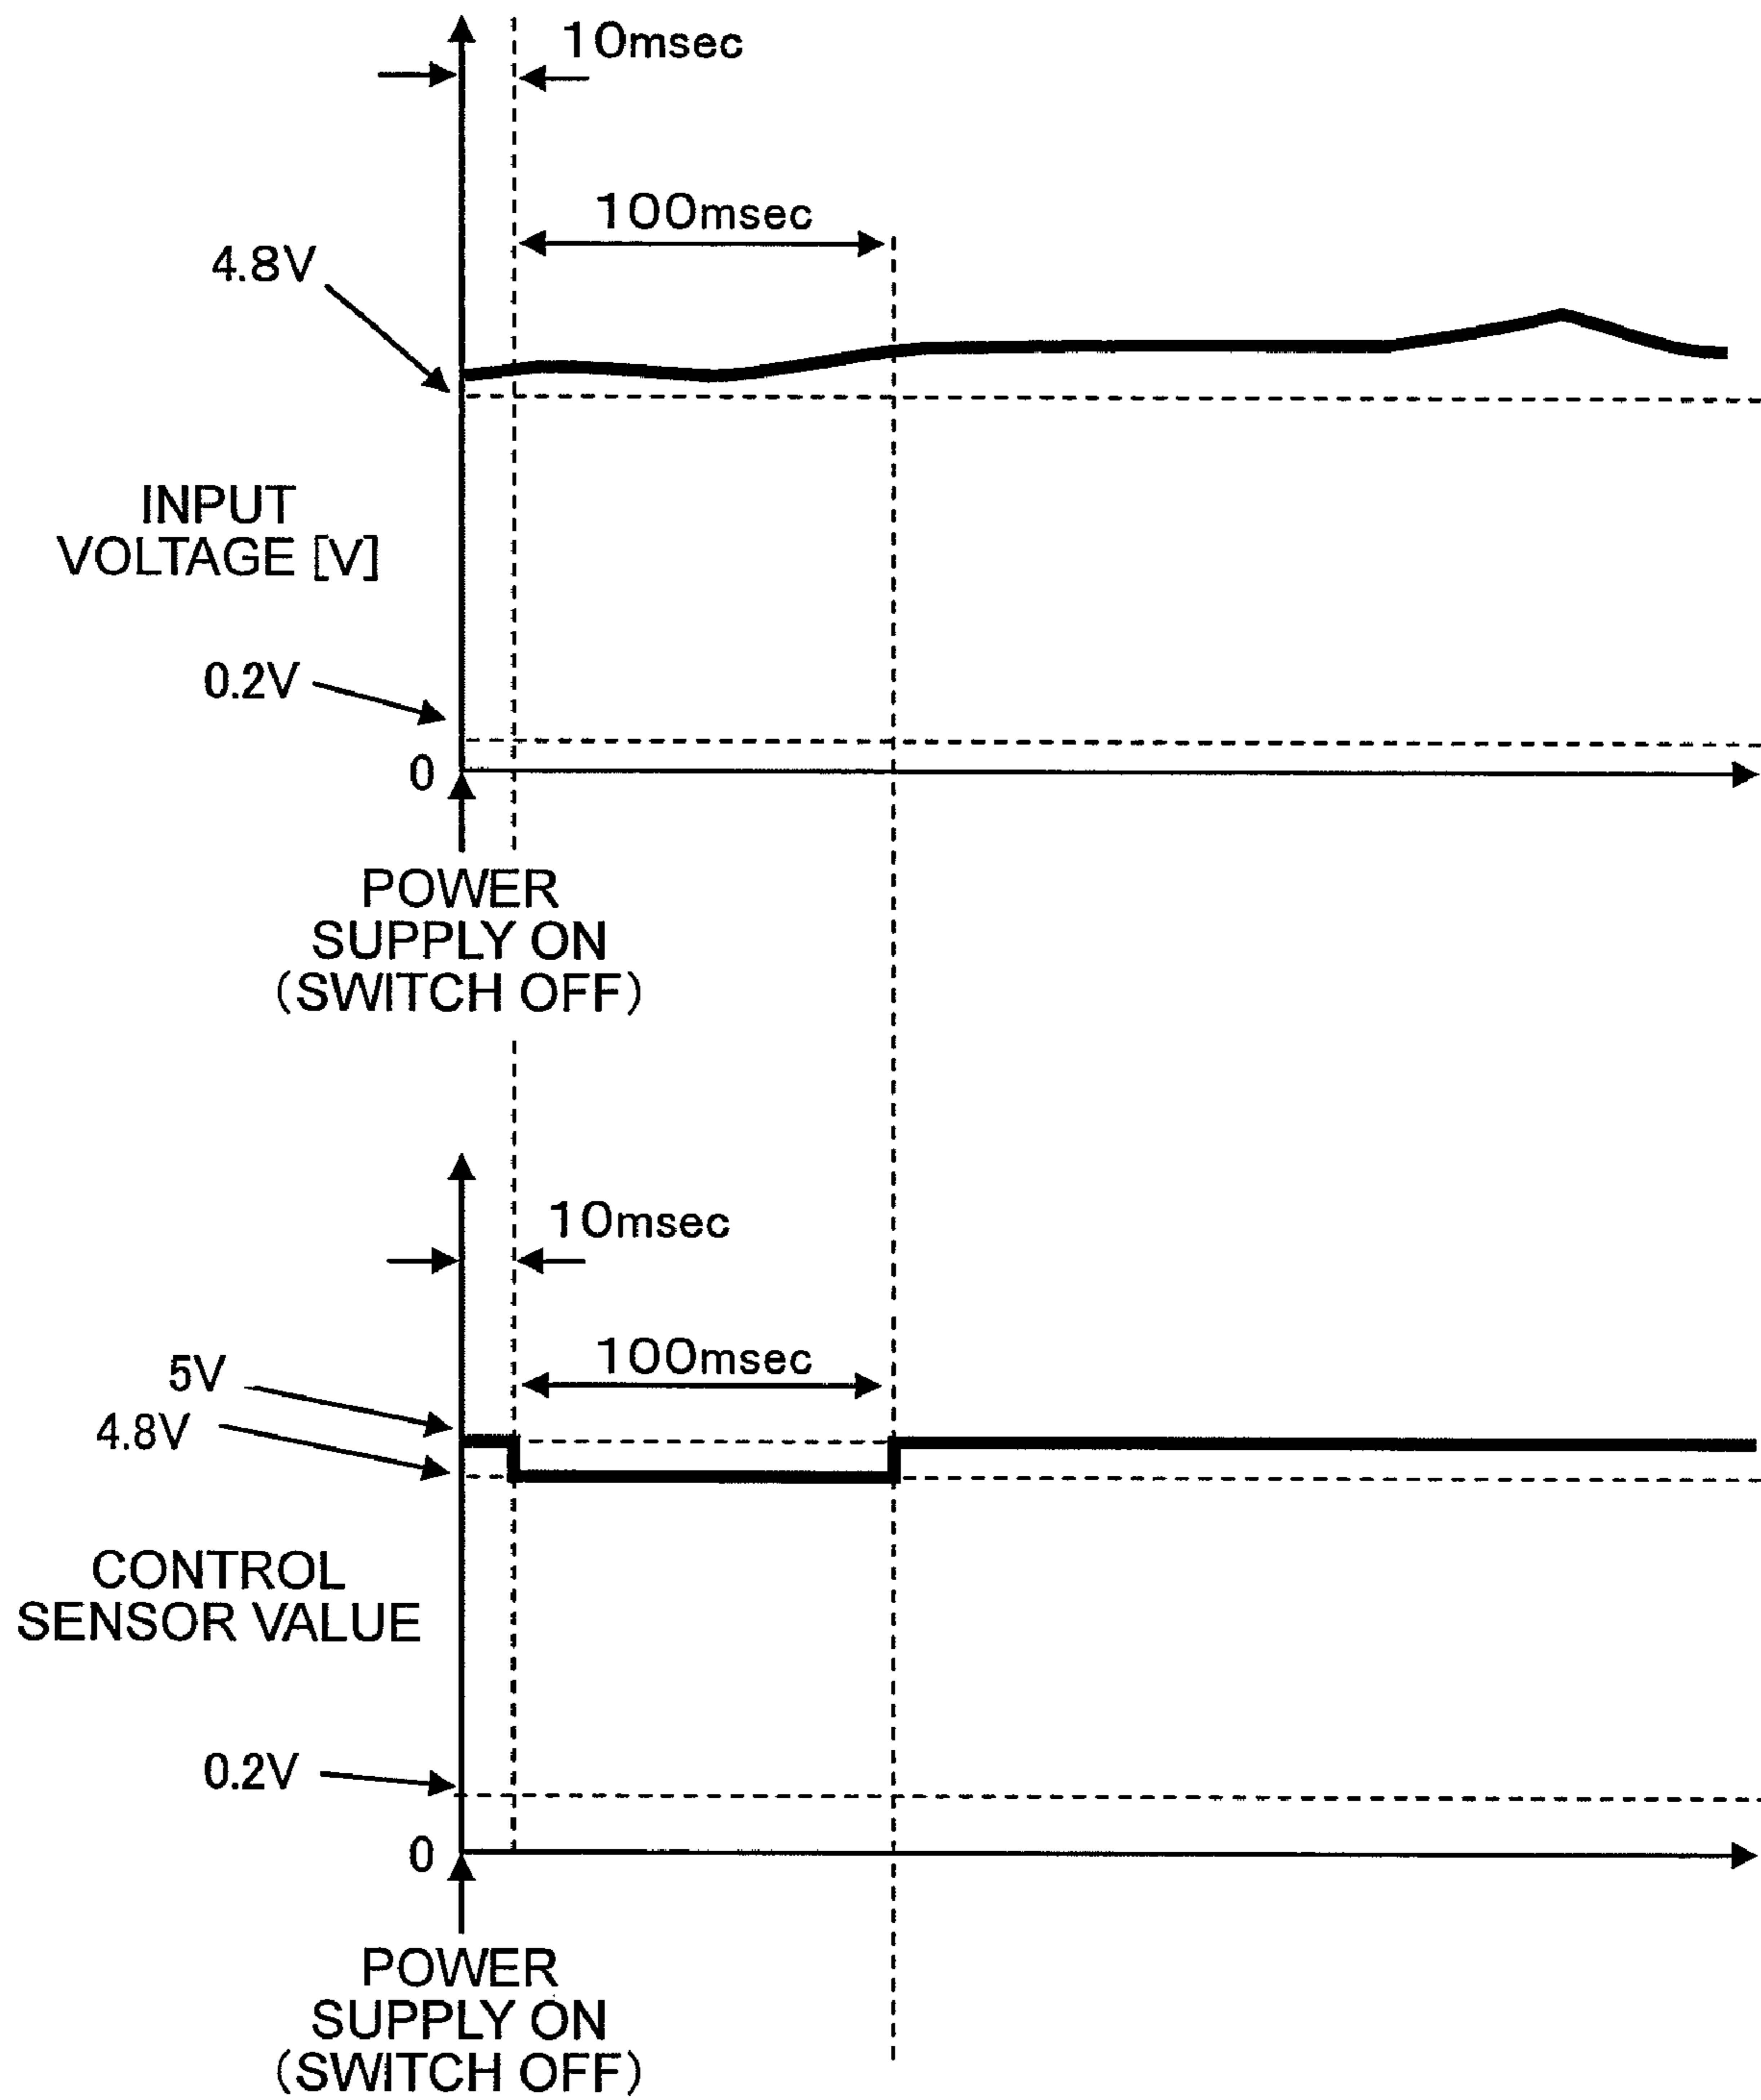 10msec
100msec
4.8V
INPUT
VOLTAGE [V]
0.2V
0
POWER
SUPPLY ON
(SWITCH OFF)
10msec
100msec
5V
4.8V
CONTROL
SENSOR VALUE
0.2V
0
POWER
SUPPLY ON
(SWITCH OFF)